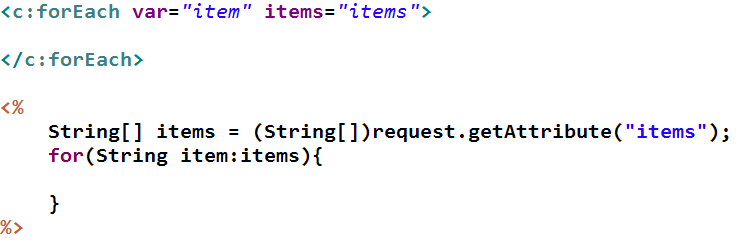 <c:forEach var="item" items="items">
</c:forEach>
<%
String[] items = (String[])request.getAttribute("items");
for(String item:items){
}
%>